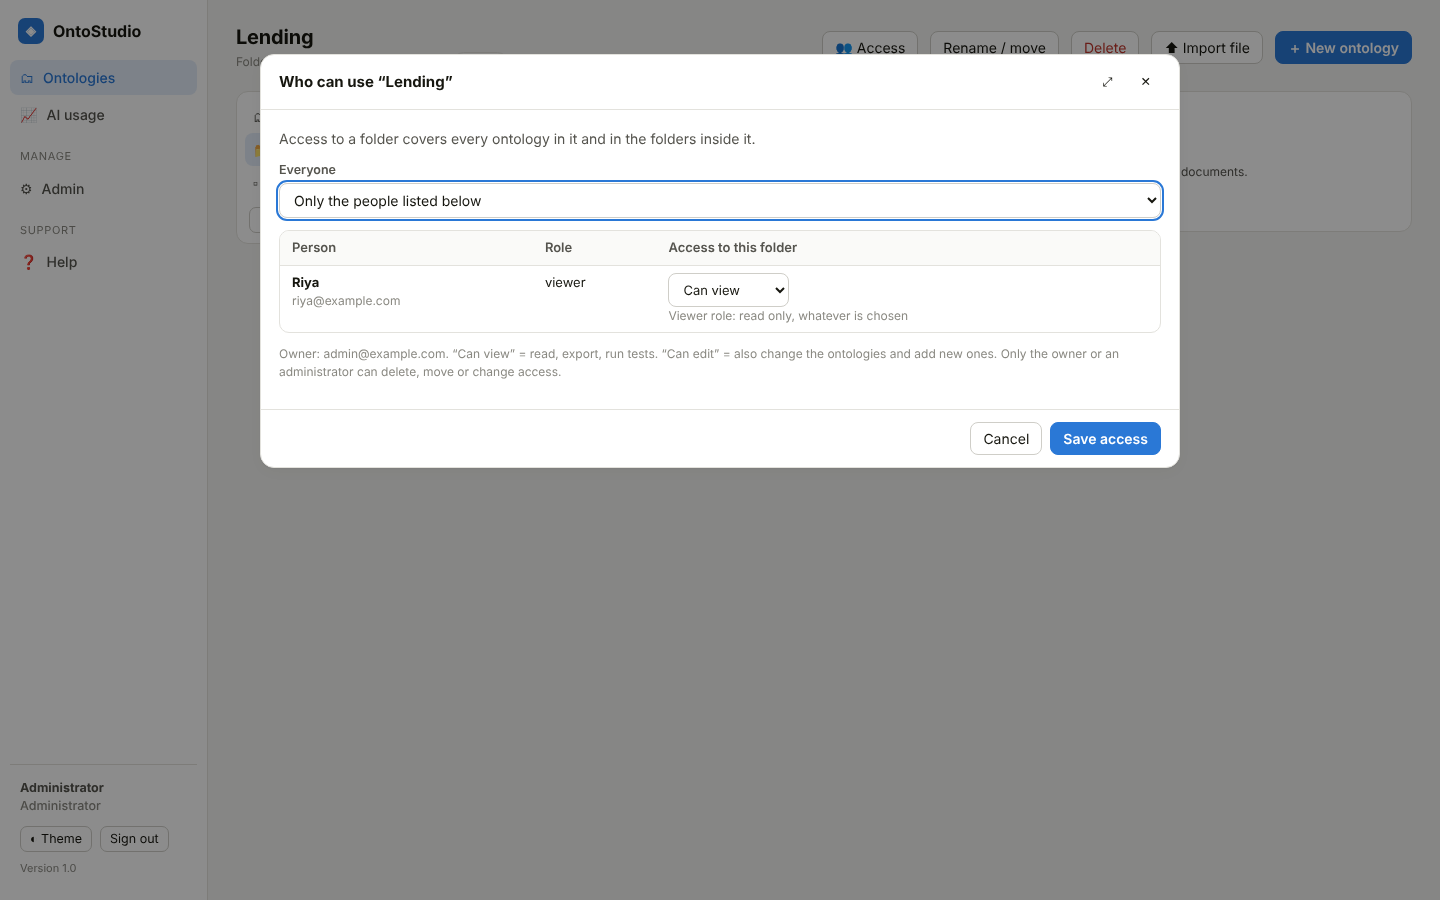 OntoStudio
Ontologies
AI usage
MANAGE
Admin
SUPPORT
Help
Administrator
Administrator
Theme
Sign out
Version 1.0
Lending
Access
Rename / move
Delete
Import file
+ New ontology
documents.
Who can use “Lending”
Access to a folder covers every ontology in it and in the folders inside it.
Everyone
Only the people listed below
Person Role Access to this folder
Riya viewer Can view
riya@example.com
Viewer role: read only, whatever is chosen
Owner: admin@example.com. “Can view” = read, export, run tests. “Can edit” = also change the ontologies and add new ones. Only the owner or an
administrator can delete, move or change access.
Cancel
Save access